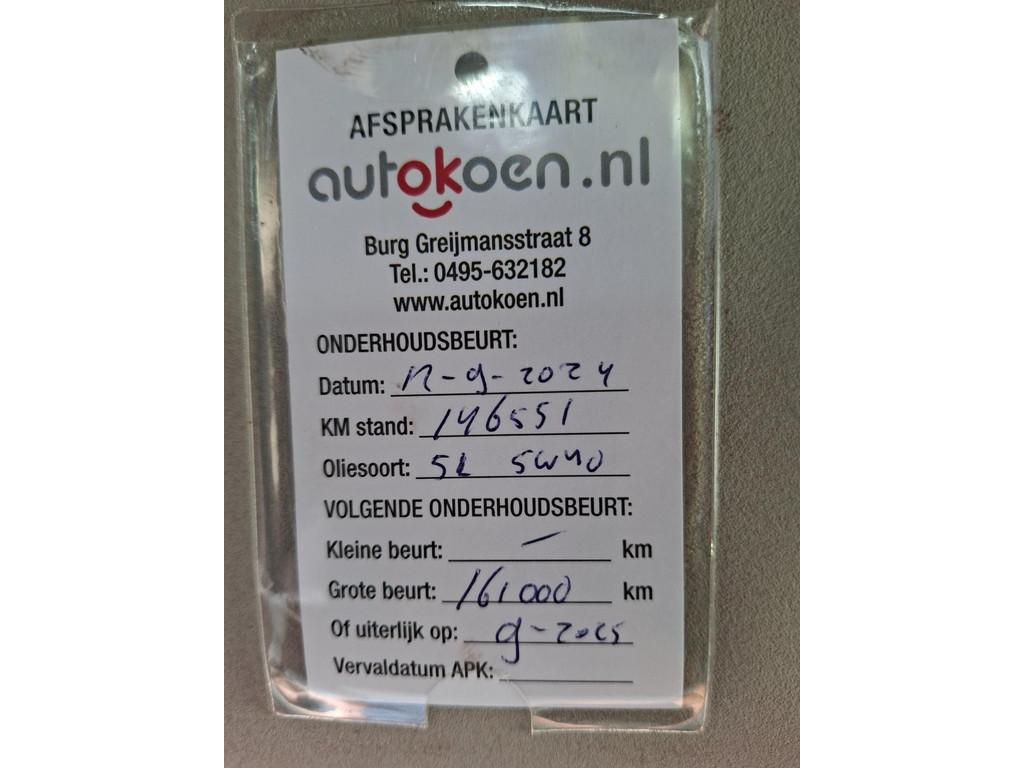 AFSPRAKENKAART
autokoen.nl
Burg Greijmansstraat 8
Tel.: 0495-632182
www.autokoen.nl
ONDERHOUDSBEURT:
Datum: 12-9-2024
KM stand: 146551
Oliesoort: 5L 5W40
VOLGENDE ONDERHOUDSBEURT:
Kleine beurt: — km
Grote beurt: 161000 km
Of uiterlijk op: 9-2025
Vervaldatum APK: